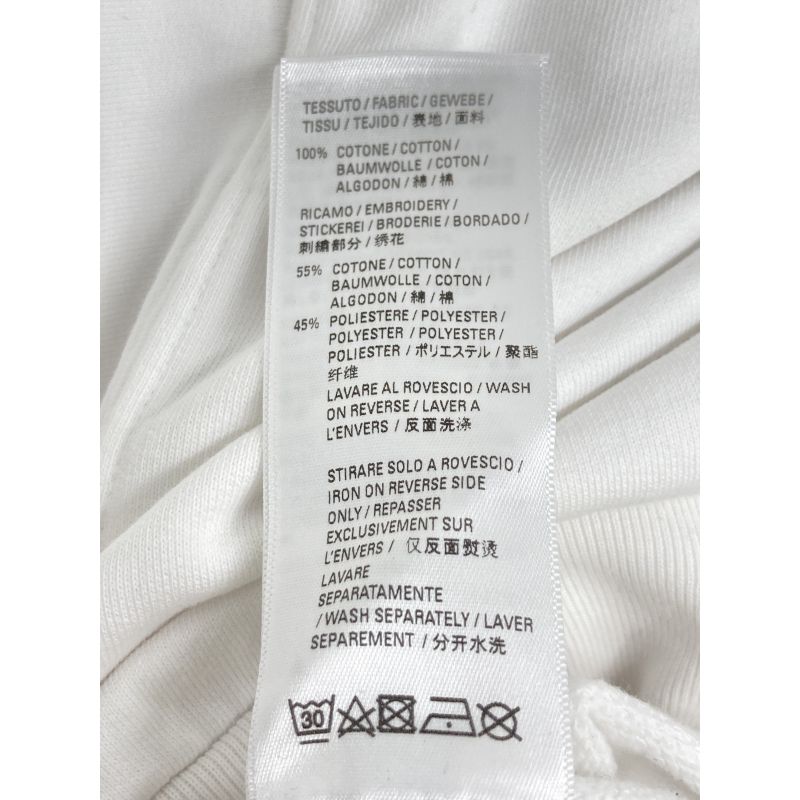 TESSUTO / FABRIC / GEWEBE /
TISSU / TEJIDO / 表地 / 面料
100% COTONE / COTTON /
BAUMWOLLE / COTON /
ALGODON / 綿 / 棉
RICAMO / EMBROIDERY /
STICKEREI / BRODERIE / BORDADO /
刺繍部分 / 绣花
55% COTONE / COTTON /
BAUMWOLLE / COTON /
ALGODON / 綿 / 棉
45% POLIESTERE / POLYESTER /
POLYESTER / POLYESTER /
POLIESTER / ポリエステル / 聚酯
纤维
LAVARE AL ROVESCIO / WASH
ON REVERSE / LAVER A
L'ENVERS / 反面洗涤
STIRARE SOLO A ROVESCIO /
IRON ON REVERSE SIDE
ONLY / REPASSER
EXCLUSIVEMENT SUR
L'ENVERS / 仅反面熨烫
LAVARE
SEPARATAMENTE
/ WASH SEPARATELY / LAVER
SEPAREMENT / 分开水洗
30